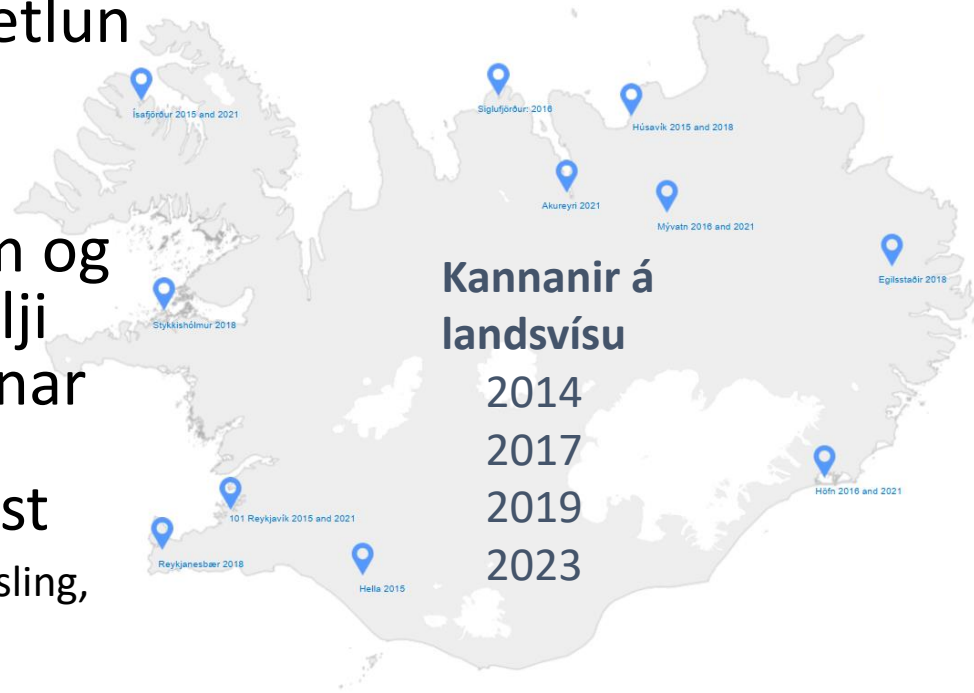 etlun
m og
lji
nar
st
sling,
Ísafjörður 2015 and 2021
Siglufjörður: 2016
Húsavík 2015 and 2018
Akureyri 2021
Mývatn 2016 and 2021
Egilsstaðir 2018
Stykkishólmur 2018
Kannanir á
landsvísu
2014
2017
2019
2023
Höfn 2016 and 2021
101 Reykjavík 2015 and 2021
Reykjanesbær 2018
Hella 2015